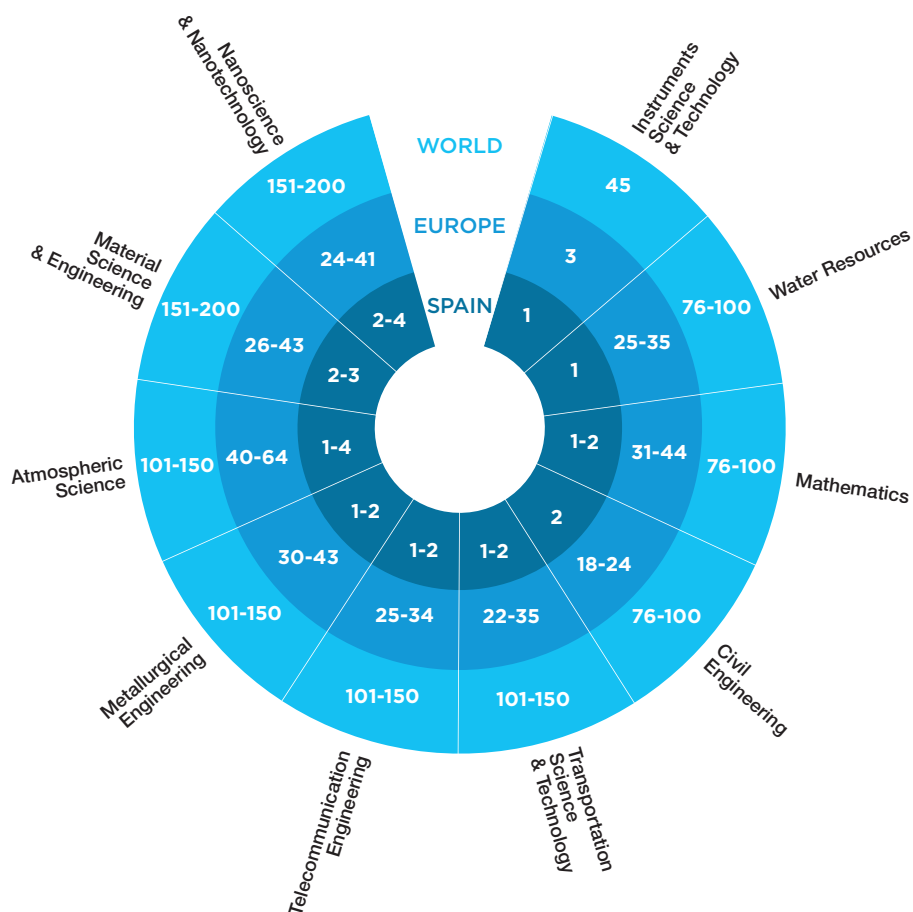 WORLD
EUROPE
SPAIN
Instruments
Science
& Technology
45
3
1
Water Resources
76-100
25-35
1
Mathematics
76-100
31-44
1-2
Civil
Engineering
76-100
18-24
2
Transportation
Science
& Technology
101-150
22-35
1-2
Telecommunication
Engineering
101-150
25-34
1-2
Metallurgical
Engineering
101-150
30-43
1-2
Atmospheric
Science
101-150
40-64
1-4
Material
Science
& Engineering
151-200
26-43
2-3
Nanoscience
& Nanotechnology
151-200
24-41
2-4